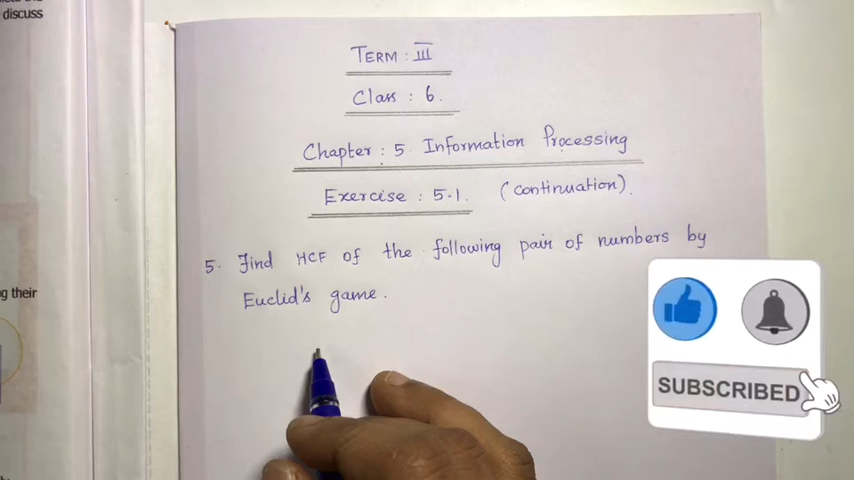 discuss
g their
TERM : III
Class : 6.
Chapter : 5. Information Processing
Exercise : 5.1. (continuation).
5. Find HCF of the following pair of numbers by
Euclid's game.
SUBSCRIBED